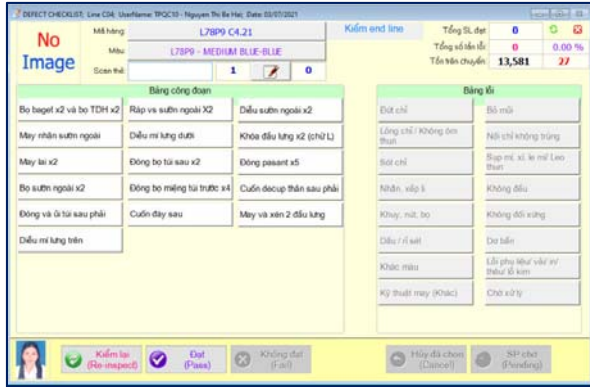 DEFECT CHECKLIST; Line C04; UserName: TPQC10 - Nguyen Thi Be Hai; Date: 03/07/2021
No Image
Mã hàng
L78P9 C4.21
Màu
L78P9 - MEDIUM BLUE-BLUE
Scan thẻ
1
0
Kiểm end line
Tổng SL đạt
0
Tổng số lần lỗi
0
0.00 %
Tồn trên chuyền
13,581
27
Bảng công đoạn
Bo baget x2 và bo TDH x2
Ráp vs sườn ngoài X2
Diễu sườn ngoài x2
May nhãn sườn ngoài
Diễu mí lưng dưới
Khóa đầu lưng x2 (chữ L)
May lai x2
Đóng bo túi sau x2
Đóng pasant x5
Bo sườn ngoài x2
Đóng bo miệng túi trước x4
Cuốn decup thân sau phải
Đóng và ủi túi sau phải
Cuốn đáy sau
May và xén 2 đầu lưng
Diễu mí lưng trên
Bảng lỗi
Đứt chỉ
Bỏ mũi
Lỏng chỉ / Không ôm thun
Nối chỉ không trùng
Sót chỉ
Sụp mí, xì, le mí/ Leo thun
Nhăn, xếp li
Không đều
Khuy, nút, bọ
Không đối xứng
Dầu / rỉ sét
Dơ bẩn
Khác màu
Lỗi phụ liệu/ vải/ in/ thêu/ lỗ kim
Kỹ thuật may (Khác)
Chờ xử lý
Kiểm lại
(Re-inspect)
Đạt
(Pass)
Không đạt
(Fail)
Hủy đã chọn
(Cancel)
SP chờ
(Pending)